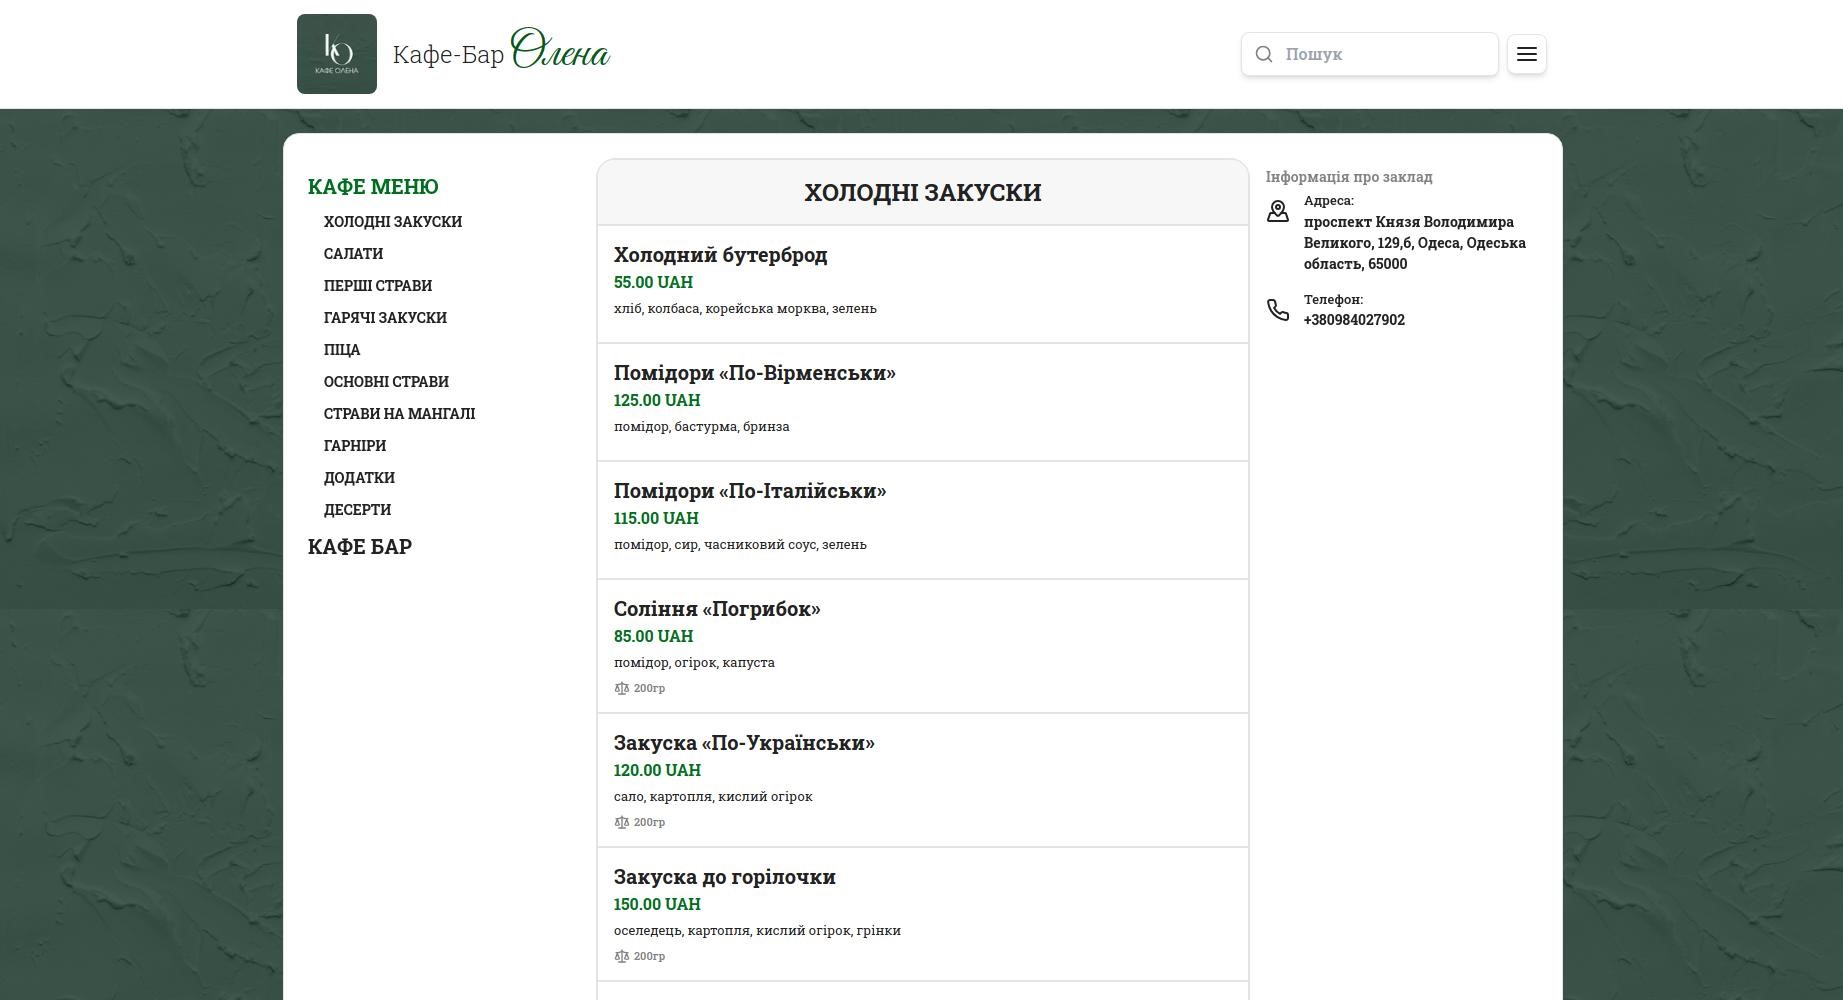 КАФЕ ОЛЕНА
Кафе-Бар Олена
Пошук
КАФЕ МЕНЮ
ХОЛОДНІ ЗАКУСКИ
САЛАТИ
ПЕРШІ СТРАВИ
ГАРЯЧІ ЗАКУСКИ
ПІЦА
ОСНОВНІ СТРАВИ
СТРАВИ НА МАНГАЛІ
ГАРНІРИ
ДОДАТКИ
ДЕСЕРТИ
КАФЕ БАР
ХОЛОДНІ ЗАКУСКИ
Холодний бутерброд
55.00 UAH
хліб, колбаса, корейська морква, зелень
Помідори «По-Вірменськи»
125.00 UAH
помідор, бастурма, бринза
Помідори «По-Італійськи»
115.00 UAH
помідор, сир, часниковий соус, зелень
Соління «Погрибок»
85.00 UAH
помідор, огірок, капуста
200гр
Закуска «По-Українськи»
120.00 UAH
сало, картопля, кислий огірок
200гр
Закуска до горілочки
150.00 UAH
оселедець, картопля, кислий огірок, грінки
200гр
Інформація про заклад
Адреса:
проспект Князя Володимира
Великого, 129,б, Одеса, Одеська
область, 65000
Телефон:
+380984027902